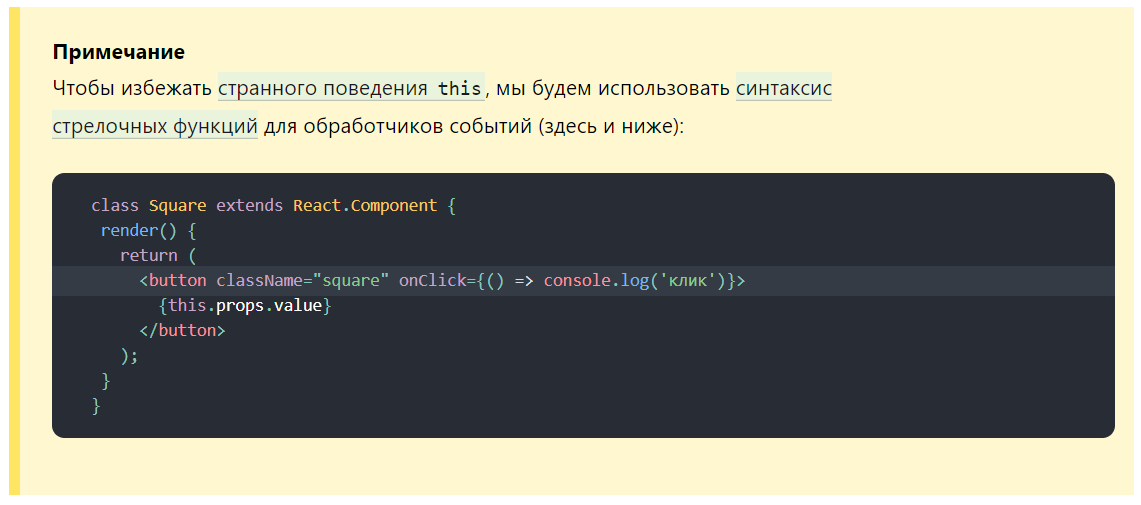 Примечание
Чтобы избежать странного поведения this, мы будем использовать синтаксис
стрелочных функций для обработчиков событий (здесь и ниже):
class Square extends React.Component {
 render() {
   return (
     <button className="square" onClick={() => console.log('клик')}>
       {this.props.value}
     </button>
   );
 }
}